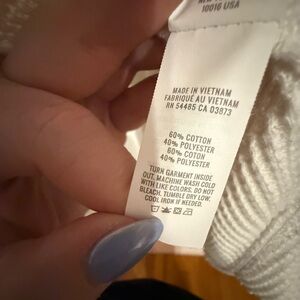 10016 USA
MADE IN VIETNAM
FABRIQUÉ AU VIETNAM
RN 54485 CA 03873
60% COTTON
40% POLYESTER
60% COTON
40% POLYESTER
TURN GARMENT INSIDE
OUT. MACHINE WASH COLD
WITH LIKE COLORS. DO NOT
BLEACH. TUMBLE DRY LOW.
COOL IRON IF NEEDED.